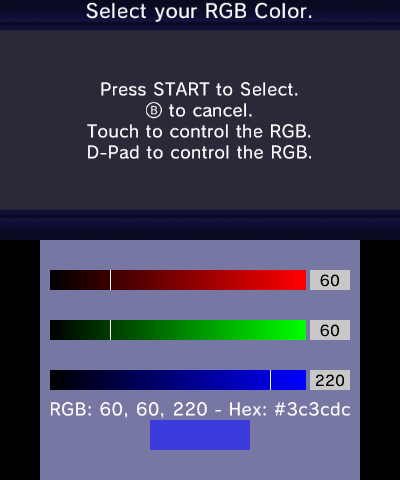 Select your RGB Color.
Press START to Select.
Ⓑ to cancel.
Touch to control the RGB.
D-Pad to control the RGB.
60
60
220
RGB: 60, 60, 220 - Hex: #3c3cdc